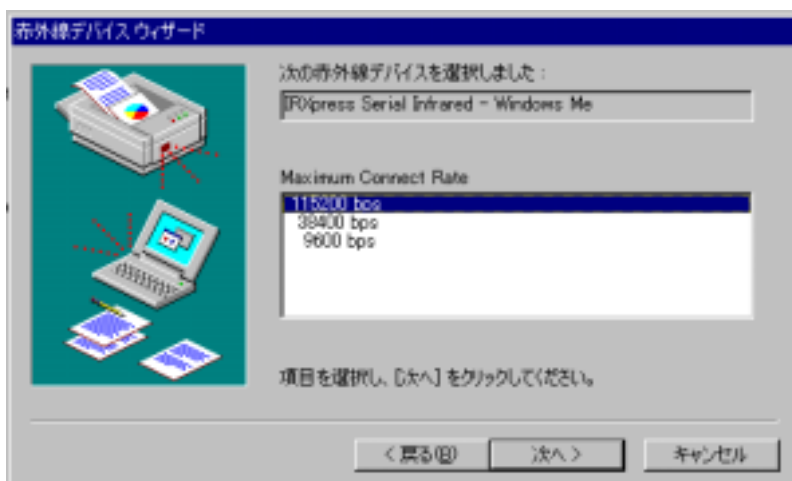 赤外線デバイス ウィザード
次の赤外線デバイスを選択しました :
IRXpress Serial Infrared - Windows Me
Maximum Connect Rate
115200 bps
38400 bps
9600 bps
項目を選択し、[次へ] をクリックしてください。
< 戻る(B)
次へ >
キャンセル